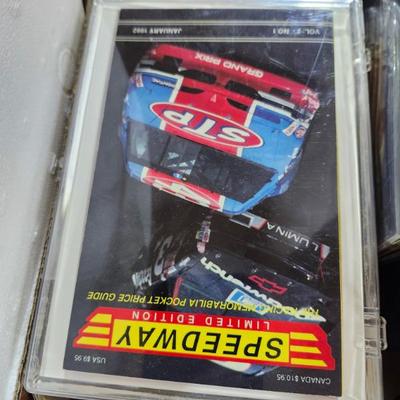 CANADA $10.95
USA $9.95
SPEEDWAY
LIMITED EDITION
RACING MEMORABILIA POCKET PRICE GUIDE
LUMINA
STP
GRAND PRIX
VOL. NO. 1
JANUARY 1992